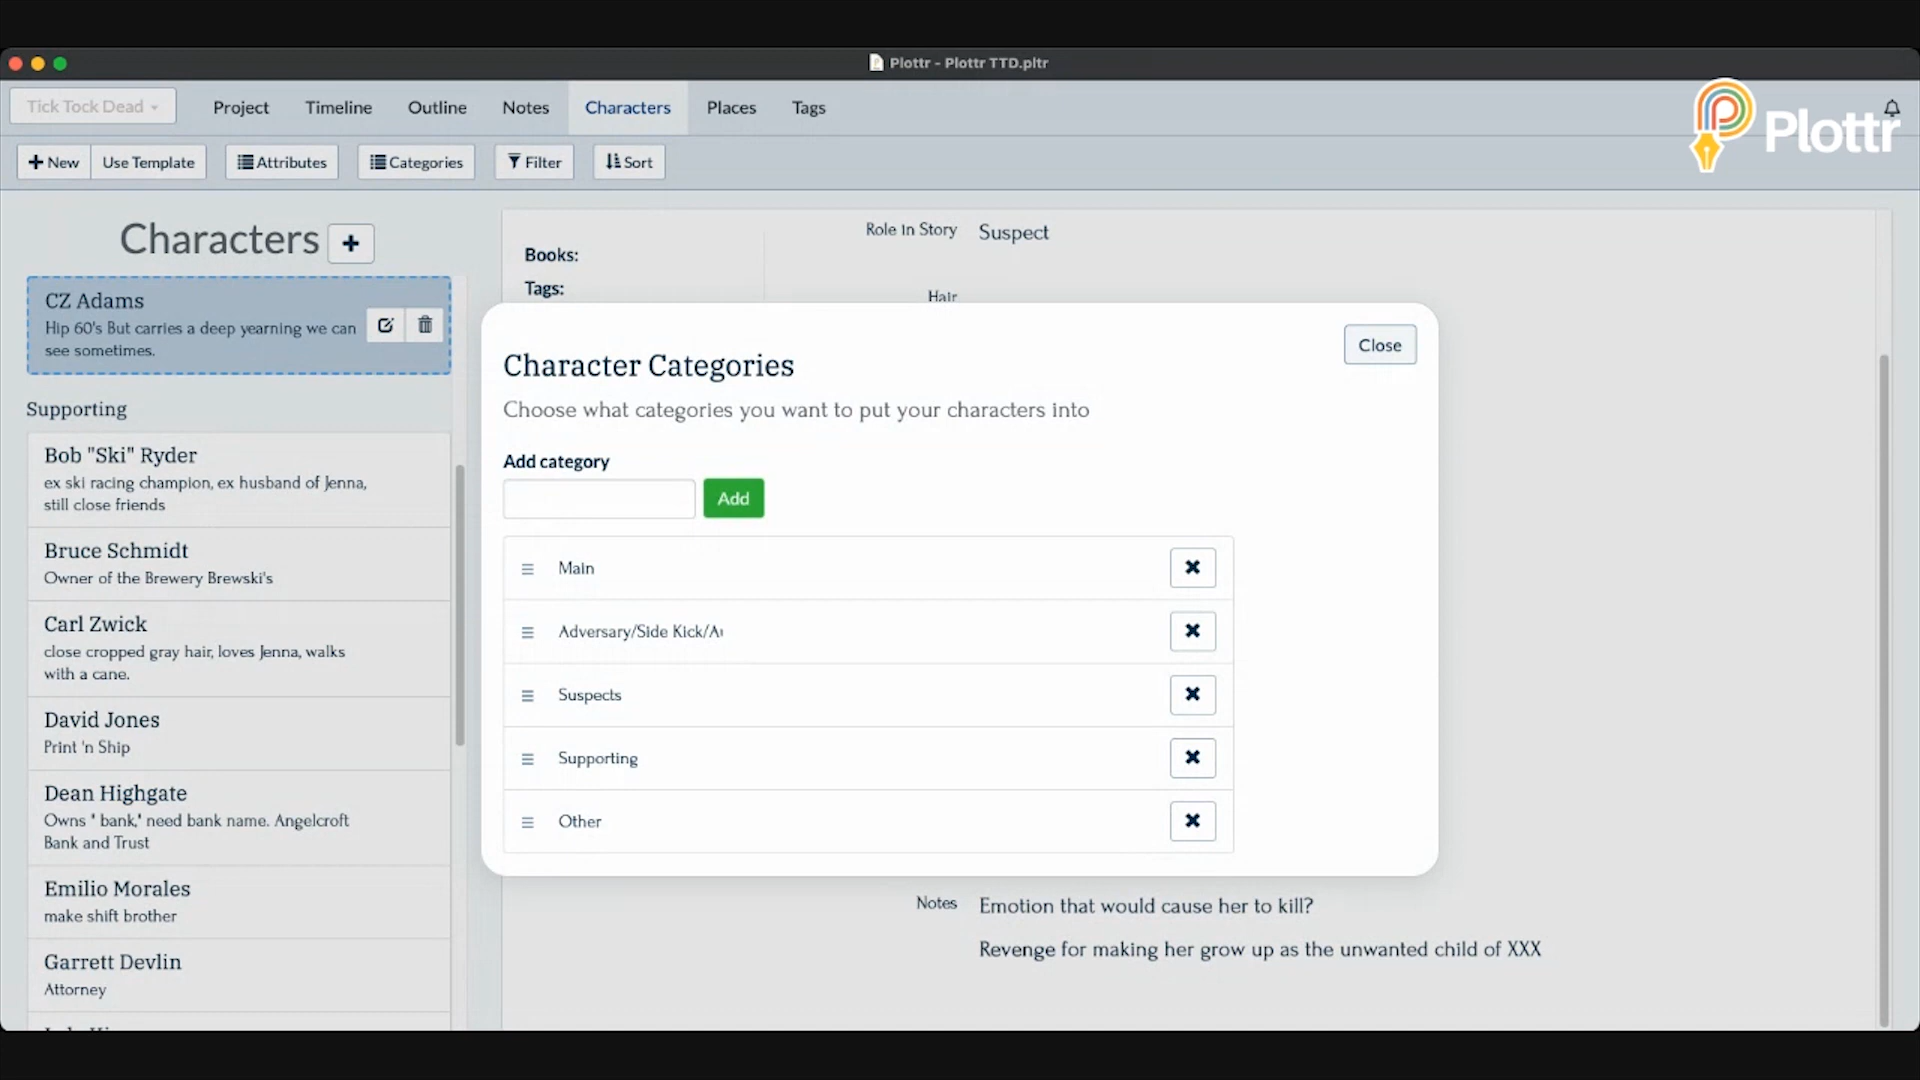 Plottr - Plottr TTD.pltr
Tick Tock Dead
Project
Timeline
Outline
Notes
Characters
Places
Tags
Plottr
New
Use Template
Attributes
Categories
Filter
Sort
Characters
CZ Adams
Hip 60's But carries a deep yearning we can
see sometimes.
Supporting
Bob "Ski" Ryder
ex ski racing champion, ex husband of Jenna,
still close friends
Bruce Schmidt
Owner of the Brewery Brewski's
Carl Zwick
close cropped gray hair, loves Jenna, walks
with a cane.
David Jones
Print 'n Ship
Dean Highgate
Owns " bank," need bank name. Angelcroft
Bank and Trust
Emilio Morales
make shift brother
Garrett Devlin
Attorney
Books:
Tags:
Role in Story
Suspect
Hair
Character Categories
Close
Choose what categories you want to put your characters into
Add category
Add
Main
Adversary/Side Kick/
Suspects
Supporting
Other
Notes
Emotion that would cause her to kill?
Revenge for making her grow up as the unwanted child of XXX